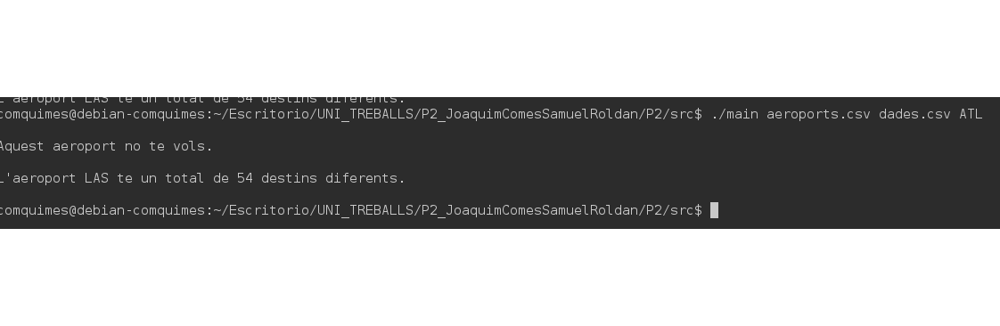 L'aeroport LAS te un total de 54 destins diferents.
comquimes@debian-comquimes:~/Escritorio/UNI_TREBALLS/P2_JoaquimComesSamuelRoldan/P2/src$ ./main aeroports.csv dades.csv ATL
Aquest aeroport no te vols.
L'aeroport LAS te un total de 54 destins diferents.
comquimes@debian-comquimes:~/Escritorio/UNI_TREBALLS/P2_JoaquimComesSamuelRoldan/P2/src$